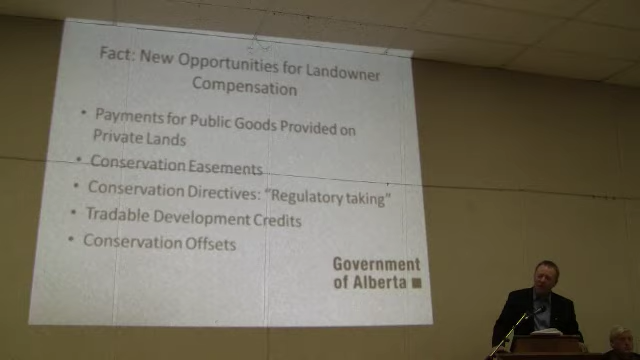 Fact: New Opportunities for Landowner
Compensation
• Payments for Public Goods Provided on
Private Lands
• Conservation Easements
• Conservation Directives: “Regulatory taking”
• Tradable Development Credits
• Conservation Offsets
Government
of Alberta